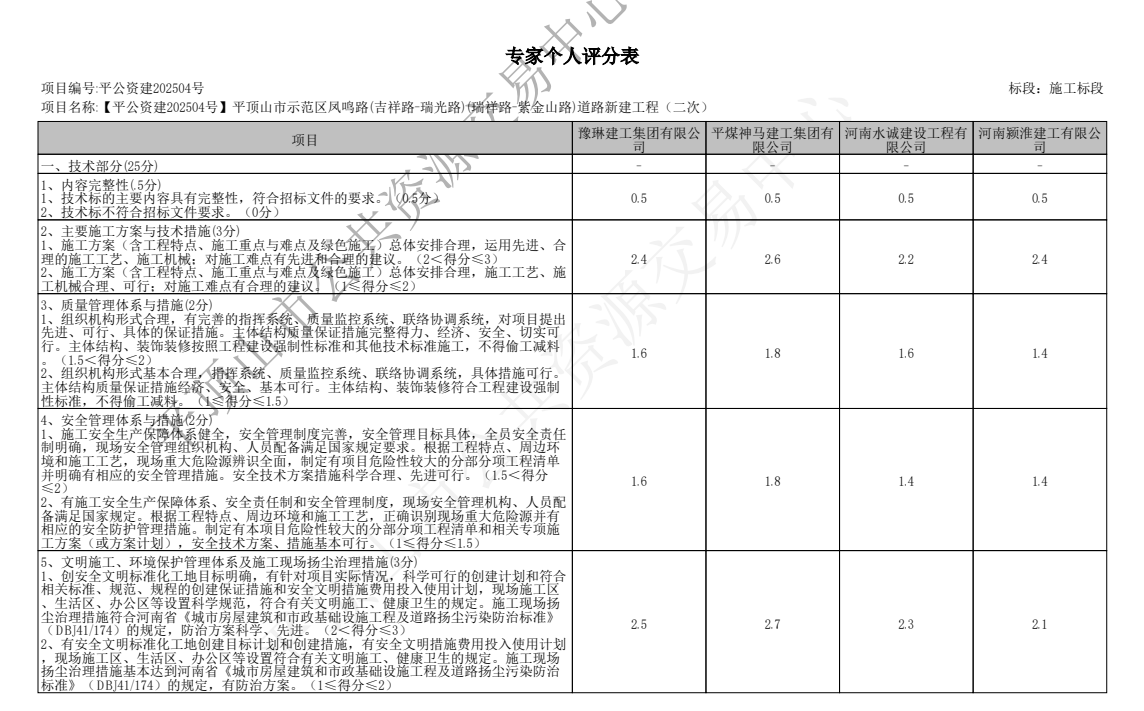 专家个人评分表
项目编号:平公资建202504号
标段：施工标段
项目名称:【平公资建202504号】平顶山市示范区凤鸣路(吉祥路-瑞光路)(瑞祥路-紫金山路)道路新建工程（二次）
项目
豫琳建工集团有限公司
平煤神马建工集团有限公司
河南水诚建设工程有限公司
河南颍淮建工有限公司
一、技术部分(25分)
-
-
-
-
1、内容完整性(.5分)
1、技术标的主要内容具有完整性，符合招标文件的要求。（0.5分）
2、技术标不符合招标文件要求。（0分）
0.5
0.5
0.5
0.5
2、主要施工方案与技术措施(3分)
1、施工方案（含工程特点、施工重点与难点及绿色施工）总体安排合理，运用先进、合
理的施工工艺、施工机械；对施工难点有先进和合理的建议。（2＜得分≤3）
2、施工方案（含工程特点、施工重点与难点及绿色施工）总体安排合理，施工工艺、施
工机械合理、可行；对施工难点有合理的建议。（1≤得分≤2）
2.4
2.6
2.2
2.4
3、质量管理体系与措施(2分)
1、组织机构形式合理，有完善的指挥系统、质量监控系统、联络协调系统，对项目提出
先进、可行、具体的保证措施。主体结构质量保证措施完整得力、经济、安全、切实可
行。主体结构、装饰装修按照工程建设强制性标准和其他技术标准施工，不得偷工减料
。（1.5＜得分≤2）
2、组织机构形式基本合理，指挥系统、质量监控系统、联络协调系统，具体措施可行。
主体结构质量保证措施经济、安全、基本可行。主体结构、装饰装修符合工程建设强制
性标准，不得偷工减料。（1≤得分≤1.5）
1.6
1.8
1.6
1.4
4、安全管理体系与措施(2分)
1、施工安全生产保障体系健全，安全管理制度完善，安全管理目标具体，全员安全责任
制明确，现场安全管理组织机构、人员配备满足国家规定要求。根据工程特点、周边环
境和施工工艺，现场重大危险源辨识全面，制定有项目危险性较大的分部分项工程清单
并明确有相应的安全管理措施。安全技术方案措施科学合理、先进可行。（1.5＜得分
≤2）
2、有施工安全生产保障体系、安全责任制和安全管理制度，现场安全管理机构、人员配
备满足国家规定。根据工程特点、周边环境和施工工艺，正确识别现场重大危险源并有
相应的安全防护管理措施。制定有本项目危险性较大的分部分项工程清单和相关专项施
工方案（或方案计划），安全技术方案、措施基本可行。（1≤得分≤1.5）
1.6
1.8
1.4
1.4
5、文明施工、环境保护管理体系及施工现场扬尘治理措施(3分)
1、创安全文明标准化工地目标明确，有针对项目实际情况，科学可行的创建计划和符合
相关标准、规范、规程的创建保证措施和安全文明措施费用投入使用计划，现场施工区
、生活区、办公区等设置科学规范，符合有关文明施工、健康卫生的规定。施工现场扬
尘治理措施符合河南省《城市房屋建筑和市政基础设施工程及道路扬尘污染防治标准》
（DBJ41/174）的规定，防治方案科学、先进。（2＜得分≤3）
2、有安全文明标准化工地创建目标计划和创建措施，有安全文明措施费用投入使用计划
，现场施工区、生活区、办公区等设置符合有关文明施工、健康卫生的规定。施工现场
扬尘治理措施基本达到河南省《城市房屋建筑和市政基础设施工程及道路扬尘污染防治
标准》（DBJ41/174）的规定，有防治方案。（1≤得分≤2）
2.5
2.7
2.3
2.1
平顶山市公共资源交易中心